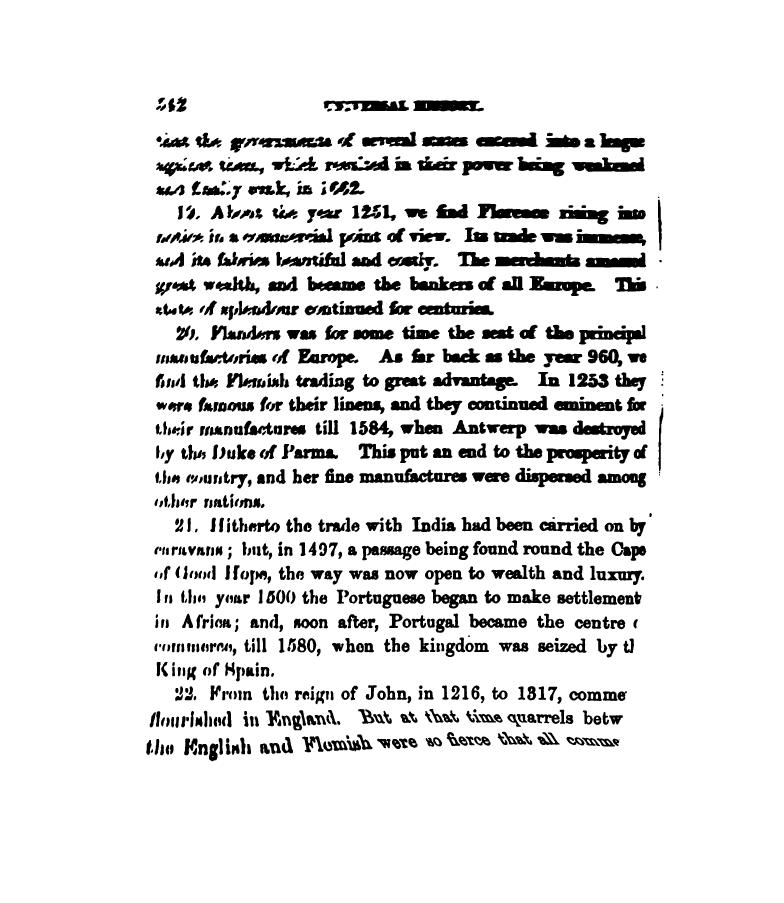 242 UNIVERSAL HISTORY.
that the governments of several states entered into a league
against them, which resulted in their power being weakened
and finally sunk, in
19. About the year 1251, we find Florence rising into
notice in a commercial point of view. Its trade was immense,
and its fabrics beautiful and costly. The merchants amassed
great wealth, and became the bankers of all Europe. This
state of splendour continued for centuries.
20. Flanders was for some time the seat of the principal
manufactories of Europe. As far back as the year 960, we
find the Flemish trading to great advantage. In 1253 they
were famous for their linens, and they continued eminent for
their manufactures till 1584, when Antwerp was destroyed
by the Duke of Parma. This put an end to the prosperity of
the country, and her fine manufactures were dispersed among
other nations.
21. Hitherto the trade with India had been carried on by
caravans; but, in 1497, a passage being found round the Cape
of Good Hope, the way was now open to wealth and luxury.
In the year 1500 the Portuguese began to make settlement
in Africa; and, soon after, Portugal became the centre
commerce, till 1580, when the kingdom was seized by t
King of Spain.
22. From the reign of John, in 1216, to 1317, comme
flourished in England. But at that time quarrels betw
the English and Flemish were so fierce that all comme